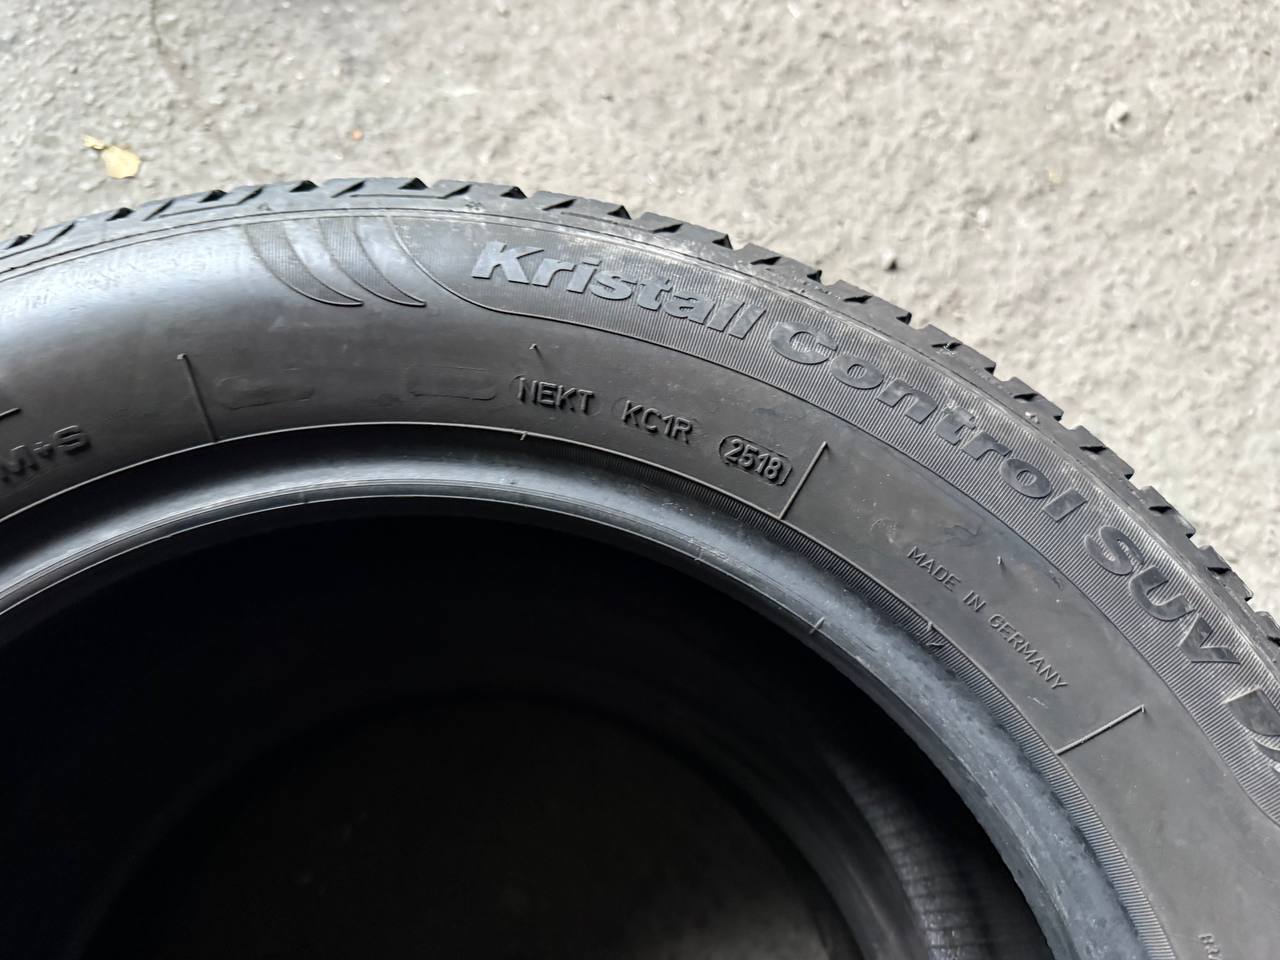 Kristall Control SUV
M+S
NEKT KC1R 2518
MADE IN GERMANY